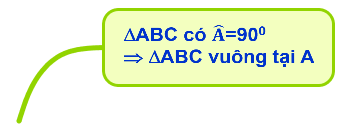 ∆ABC có Â=90⁰
⇒ ∆ABC vuông tại A